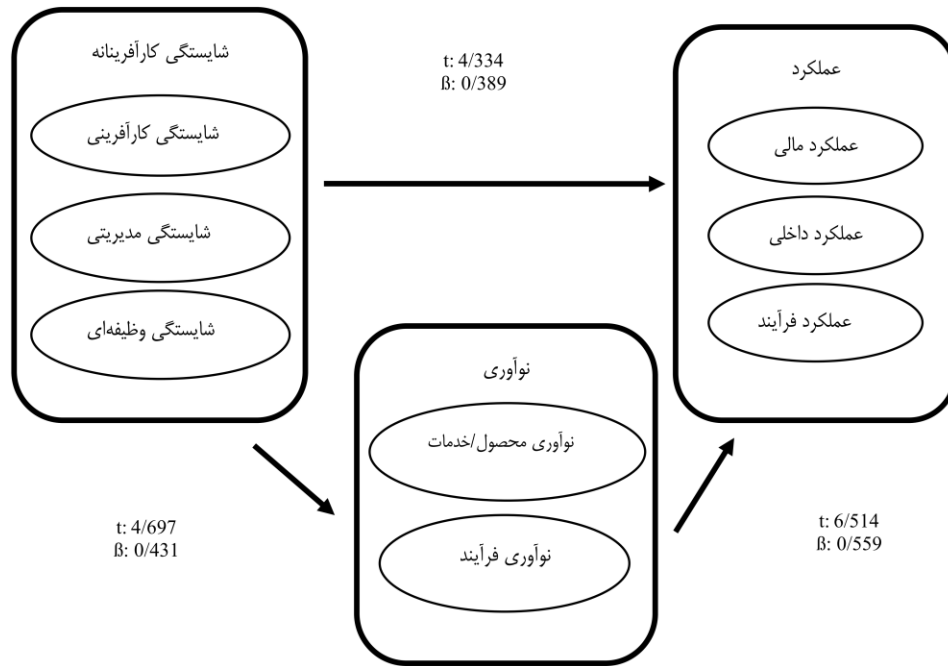 شایستگی کارآفرینانه
شایستگی کارآفرینی
شایستگی مدیریتی
شایستگی وظیفه‌ای
t: 4/334
ß: 0/389
عملکرد
عملکرد مالی
عملکرد داخلی
عملکرد فرآیند
نوآوری
نوآوری محصول/خدمات
نوآوری فرآیند
t: 4/697
ß: 0/431
t: 6/514
ß: 0/559